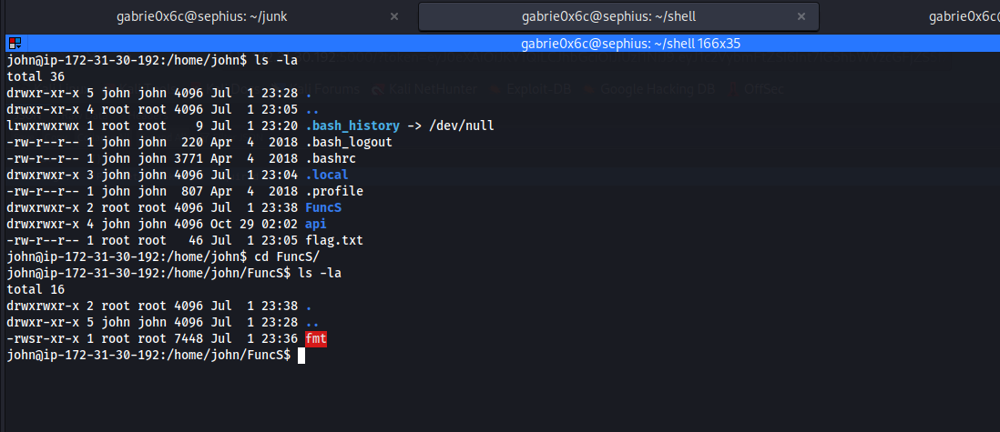 gabrie0x6c@sephius: ~/junk × gabrie0x6c@sephius: ~/shell × gabrie0x6c@
gabrie0x6c@sephius: ~/shell 166x35
john@ip-172-31-30-192:/home/john$ ls -la
total 36
drwxr-xr-x 5 john john 4096 Jul  1 23:28 .
drwxr-xr-x 4 root root 4096 Jul  1 23:05 ..
lrwxrwxrwx 1 root root    9 Jul  1 23:20 .bash_history -> /dev/null
-rw-r--r-- 1 john john  220 Apr  4  2018 .bash_logout
-rw-r--r-- 1 john john 3771 Apr  4  2018 .bashrc
drwxrwxr-x 3 john john 4096 Jul  1 23:04 .local
-rw-r--r-- 1 john john  807 Apr  4  2018 .profile
drwxrwxr-x 2 root root 4096 Jul  1 23:38 FuncS
drwxrwxr-x 4 john john 4096 Oct 29 02:02 api
-rw-r--r-- 1 root root   46 Jul  1 23:05 flag.txt
john@ip-172-31-30-192:/home/john$ cd FuncS/
john@ip-172-31-30-192:/home/john/FuncS$ ls -la
total 16
drwxrwxr-x 2 root root 4096 Jul  1 23:38 .
drwxr-xr-x 5 john john 4096 Jul  1 23:28 ..
-rwsr-xr-x 1 root root 7448 Jul  1 23:36 fmt
john@ip-172-31-30-192:/home/john/FuncS$
Forums Kali NetHunter Exploit-DB Google Hacking DB OffSec